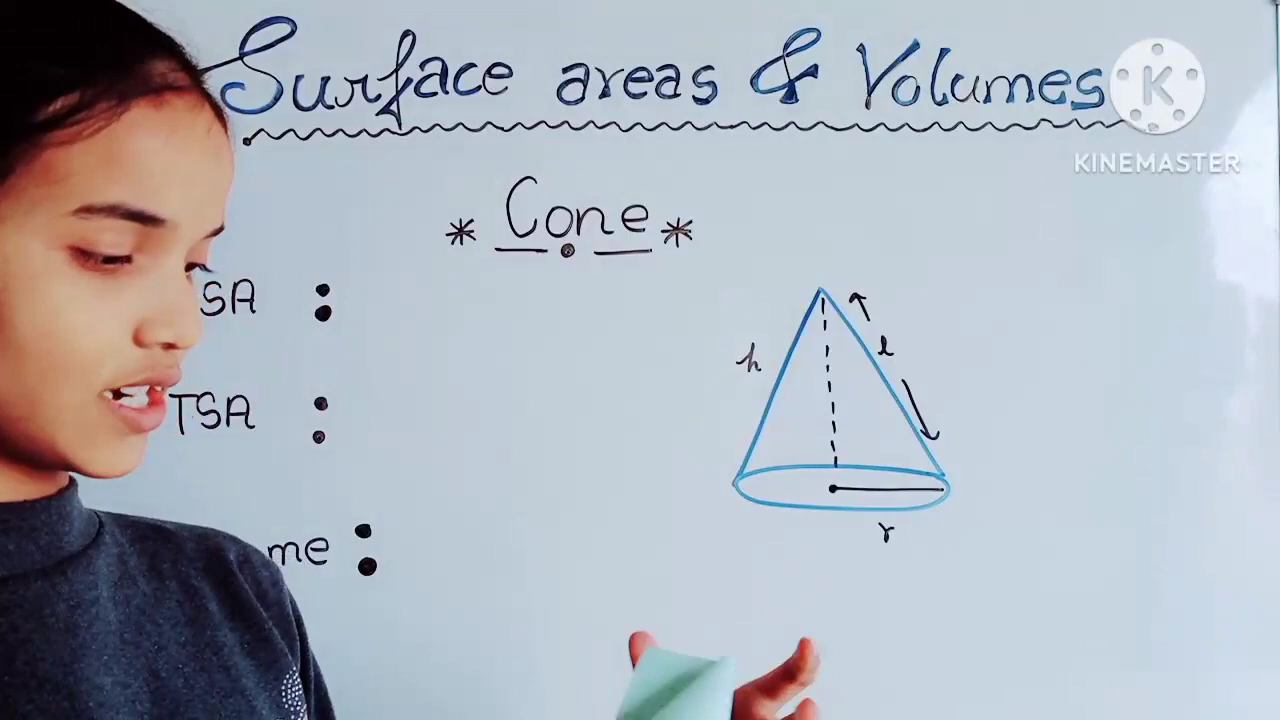 Surface areas & Volumes
K
KINEMASTER
* Cone *
SA :
TSA :
me :
h
l
r